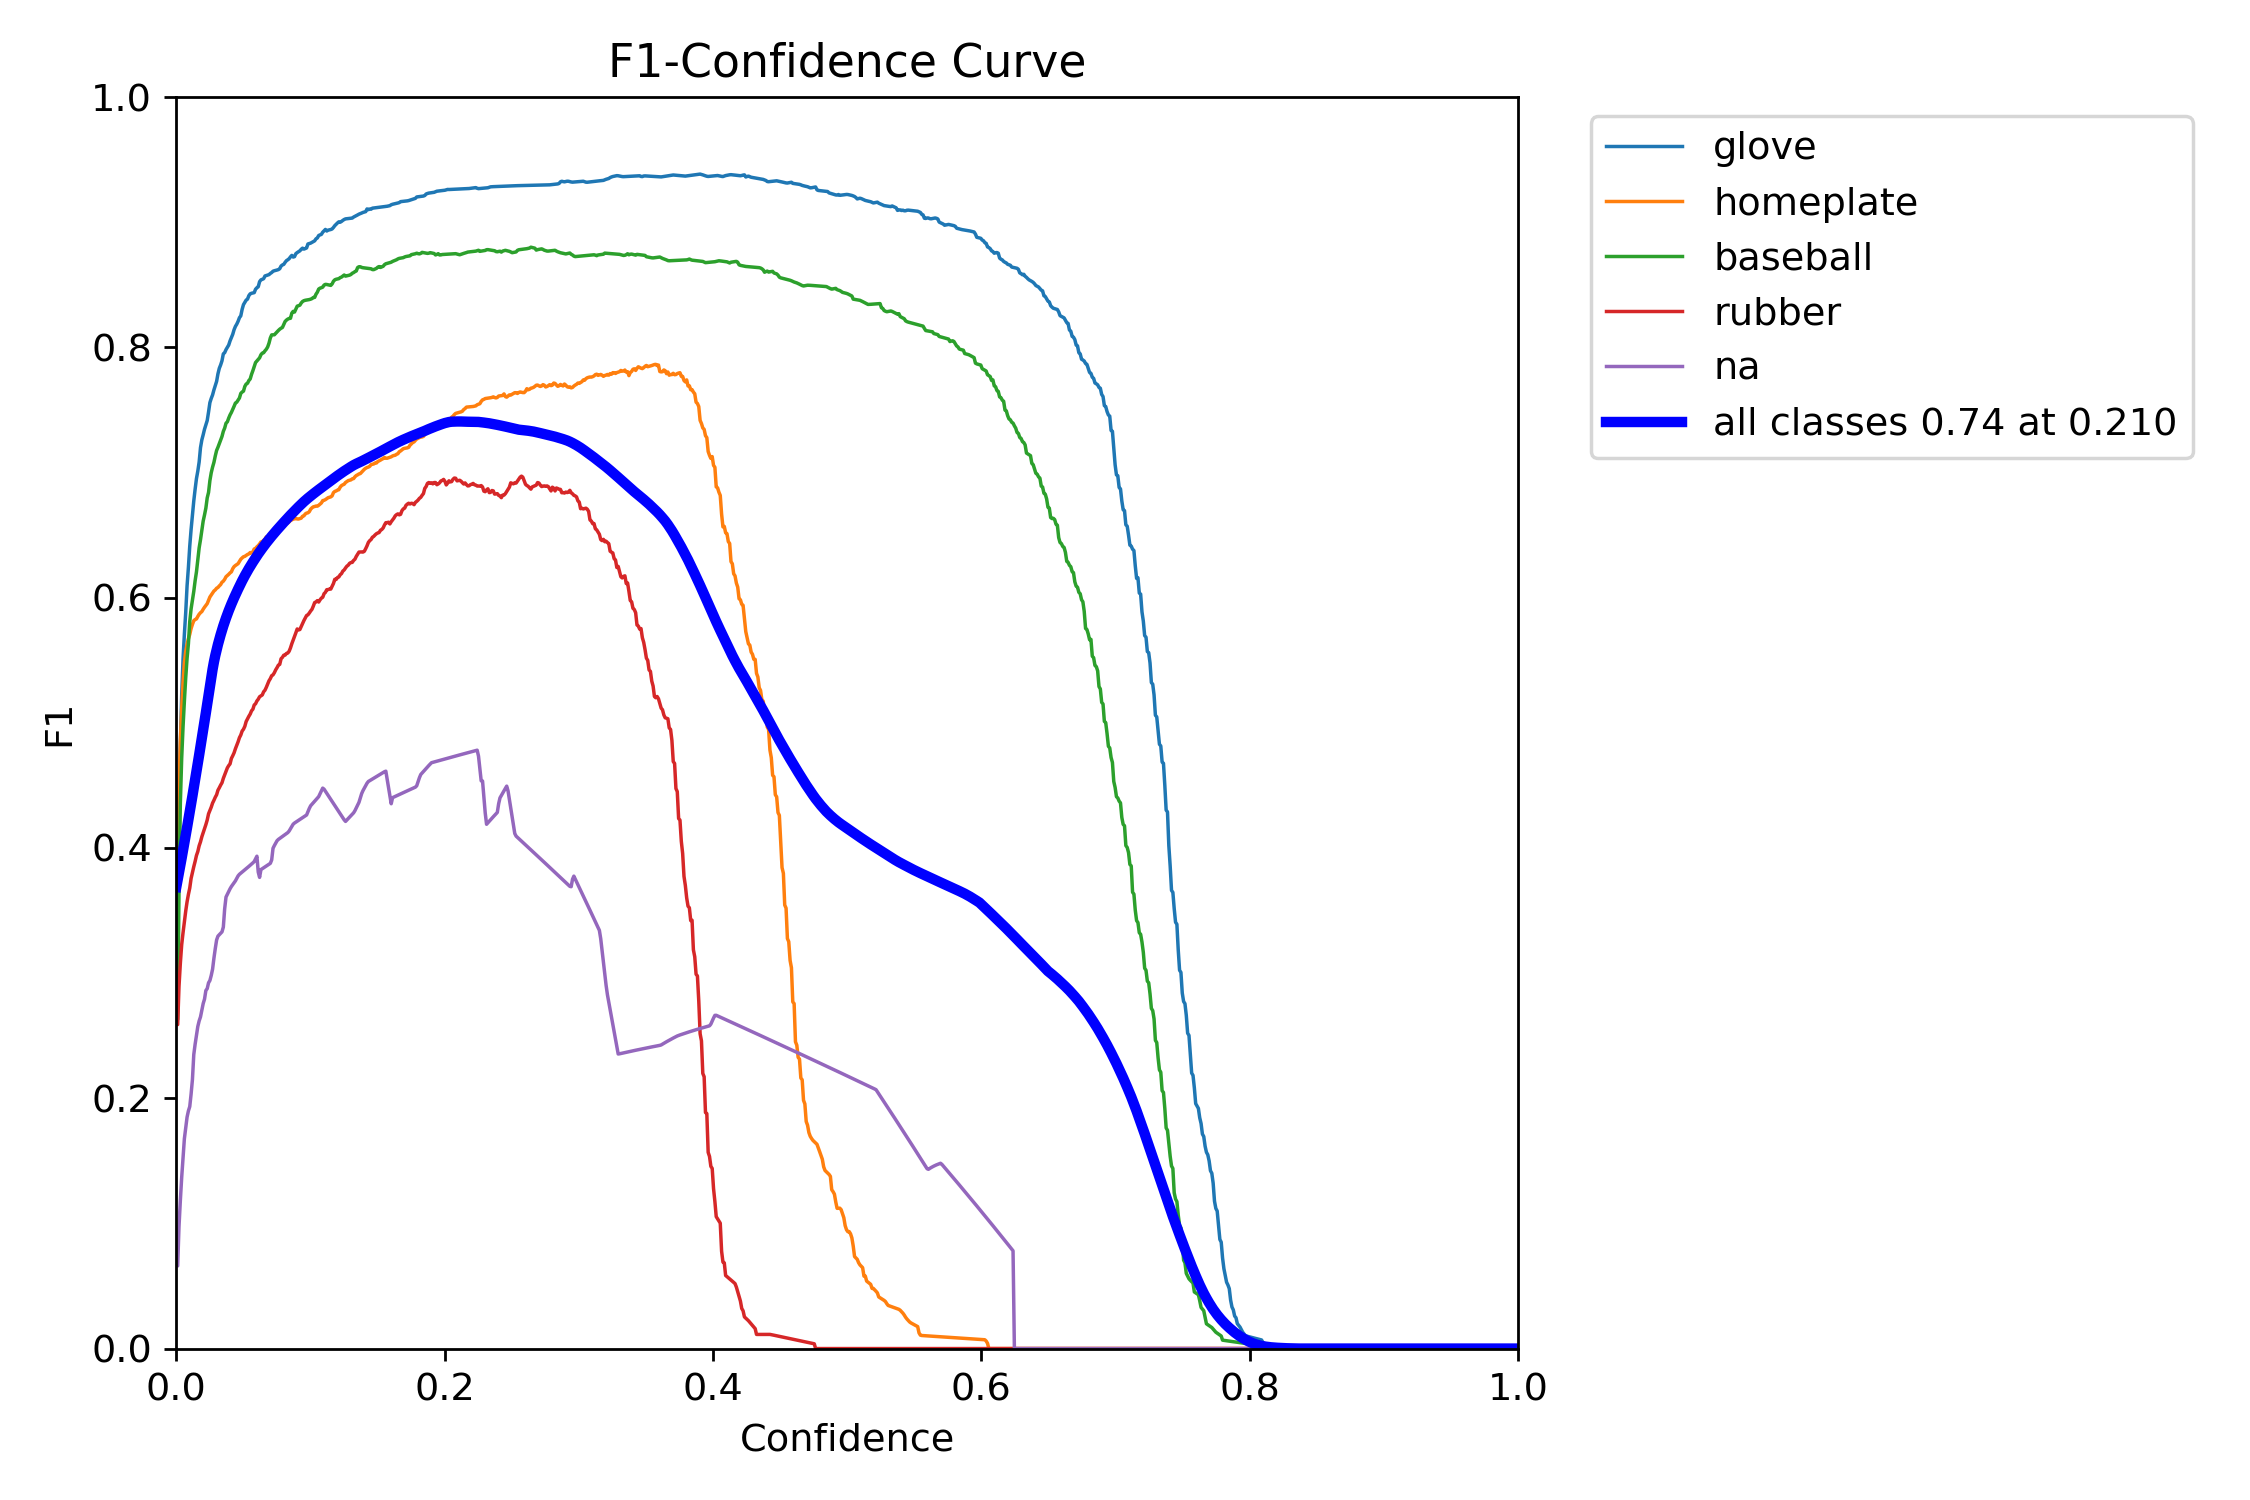 F1-Confidence Curve
1.0
0.8
0.6
0.4
0.2
0.0
F1
0.0 0.2 0.4 0.6 0.8 1.0
Confidence
glove
homeplate
baseball
rubber
na
all classes 0.74 at 0.210